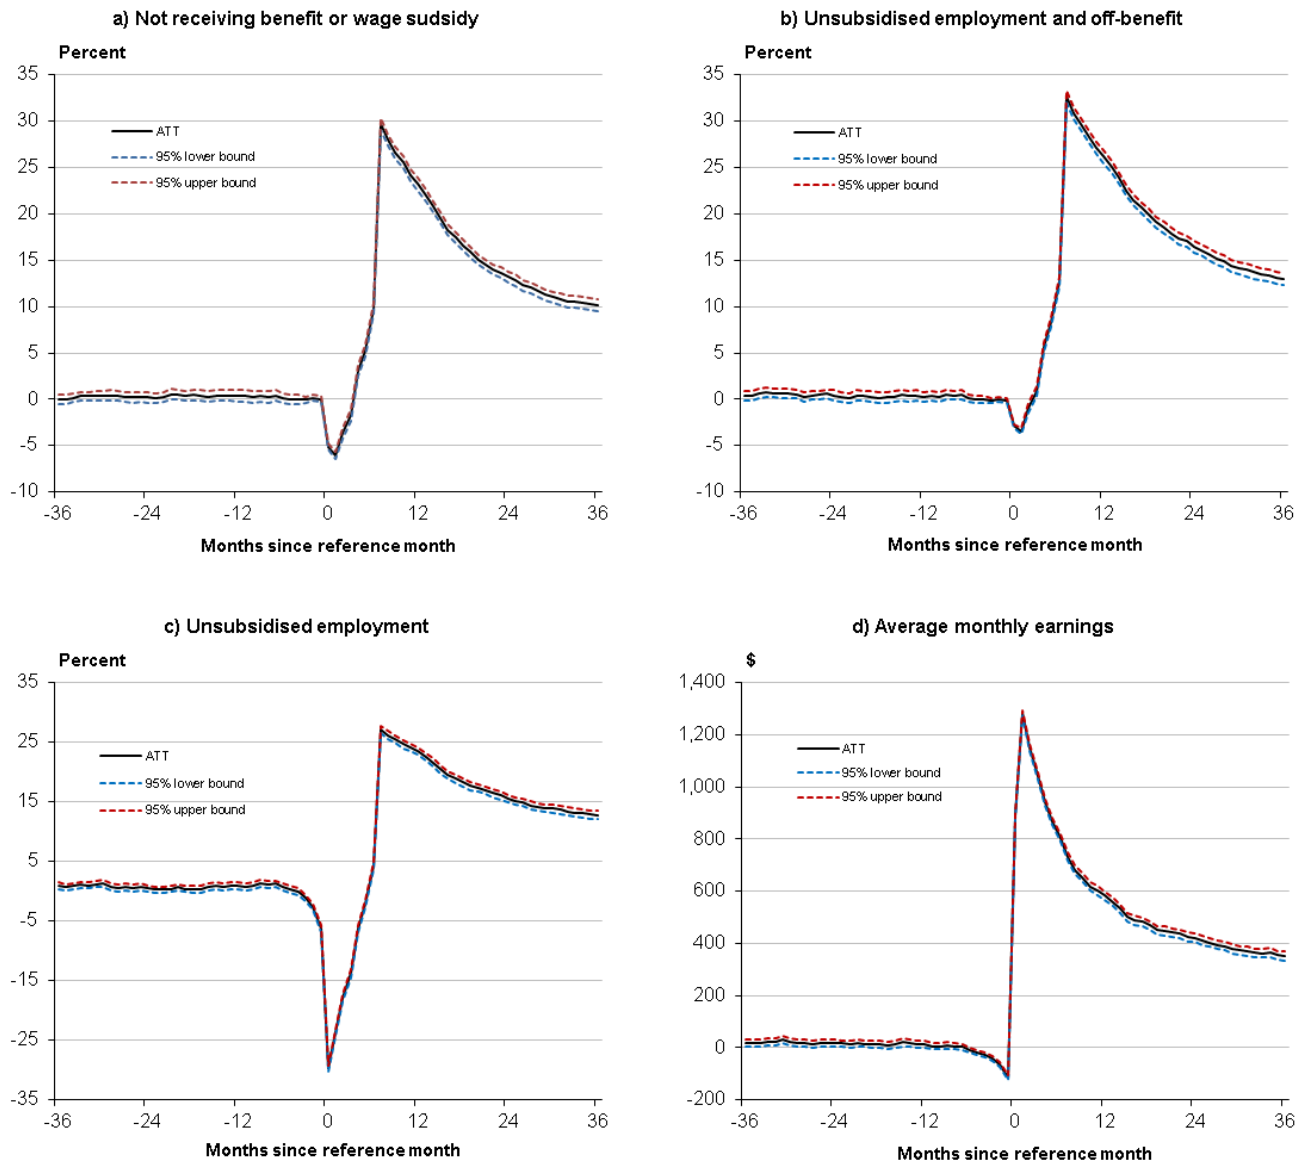 a) Not receiving benefit or wage sudsidy
Percent
35
30
25
20
15
10
5
0
-5
-10
ATT
95% lower bound
95% upper bound
-36 -24 -12 0 12 24 36
Months since reference month
b) Unsubsidised employment and off-benefit
Percent
35
30
25
20
15
10
5
0
-5
-10
ATT
95% lower bound
95% upper bound
-36 -24 -12 0 12 24 36
Months since reference month
c) Unsubsidised employment
Percent
35
25
15
5
-5
-15
-25
-35
ATT
95% lower bound
95% upper bound
-36 -24 -12 0 12 24 36
Months since reference month
d) Average monthly earnings
$
1,400
1,200
1,000
800
600
400
200
0
-200
ATT
95% lower bound
95% upper bound
-36 -24 -12 0 12 24 36
Months since reference month